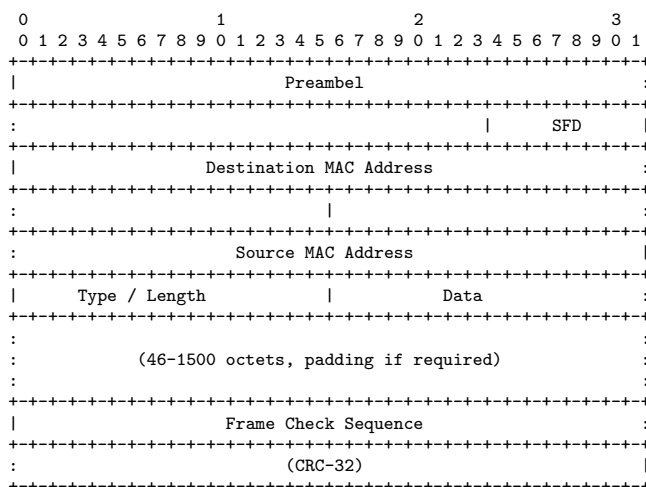 0 1 2 3
0 1 2 3 4 5 6 7 8 9 0 1 2 3 4 5 6 7 8 9 0 1 2 3 4 5 6 7 8 9 0 1
+-+-+-+-+-+-+-+-+-+-+-+-+-+-+-+-+-+-+-+-+-+-+-+-+-+-+-+-+-+-+-+-+
| Preambel :
+-+-+-+-+-+-+-+-+-+-+-+-+-+-+-+-+-+-+-+-+-+-+-+-+-+-+-+-+-+-+-+-+
: | SFD |
+-+-+-+-+-+-+-+-+-+-+-+-+-+-+-+-+-+-+-+-+-+-+-+-+-+-+-+-+-+-+-+-+
| Destination MAC Address :
+-+-+-+-+-+-+-+-+-+-+-+-+-+-+-+-+-+-+-+-+-+-+-+-+-+-+-+-+-+-+-+-+
: | :
+-+-+-+-+-+-+-+-+-+-+-+-+-+-+-+-+-+-+-+-+-+-+-+-+-+-+-+-+-+-+-+-+
: Source MAC Address |
+-+-+-+-+-+-+-+-+-+-+-+-+-+-+-+-+-+-+-+-+-+-+-+-+-+-+-+-+-+-+-+-+
| Type / Length | Data :
+-+-+-+-+-+-+-+-+-+-+-+-+-+-+-+-+-+-+-+-+-+-+-+-+-+-+-+-+-+-+-+-+
: :
: (46-1500 octets, padding if required) :
: :
+-+-+-+-+-+-+-+-+-+-+-+-+-+-+-+-+-+-+-+-+-+-+-+-+-+-+-+-+-+-+-+-+
| Frame Check Sequence :
+-+-+-+-+-+-+-+-+-+-+-+-+-+-+-+-+-+-+-+-+-+-+-+-+-+-+-+-+-+-+-+-+
: (CRC-32) |
+-+-+-+-+-+-+-+-+-+-+-+-+-+-+-+-+-+-+-+-+-+-+-+-+-+-+-+-+-+-+-+-+